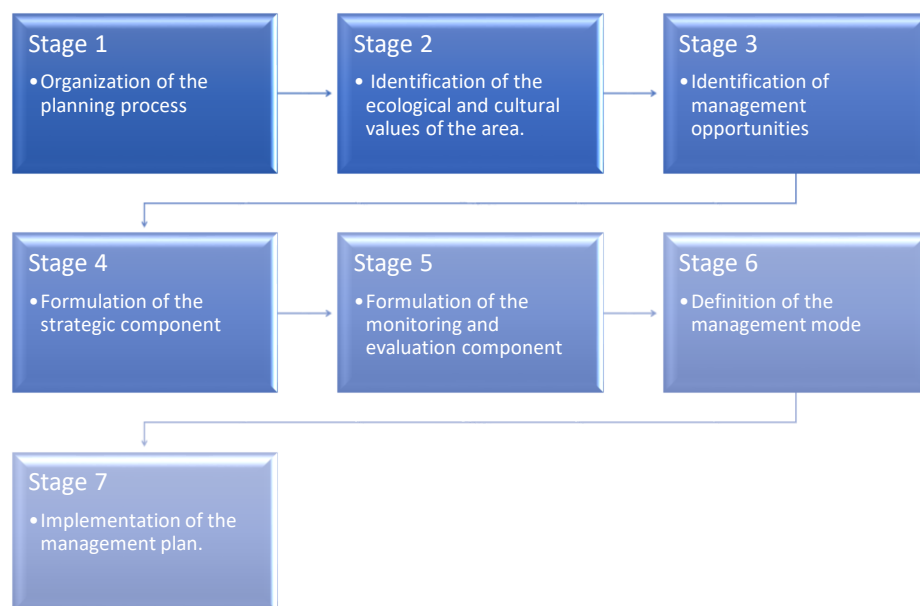 Stage 1
•Organization of the
planning process
Stage 2
• Identification of the
ecological and cultural
values of the area.
Stage 3
•Identification of
management
opportunities
Stage 4
•Formulation of the
strategic component
Stage 5
•Formulation of the
monitoring and
evaluation component
Stage 6
•Definition of the
management mode
Stage 7
•Implementation of the
management plan.